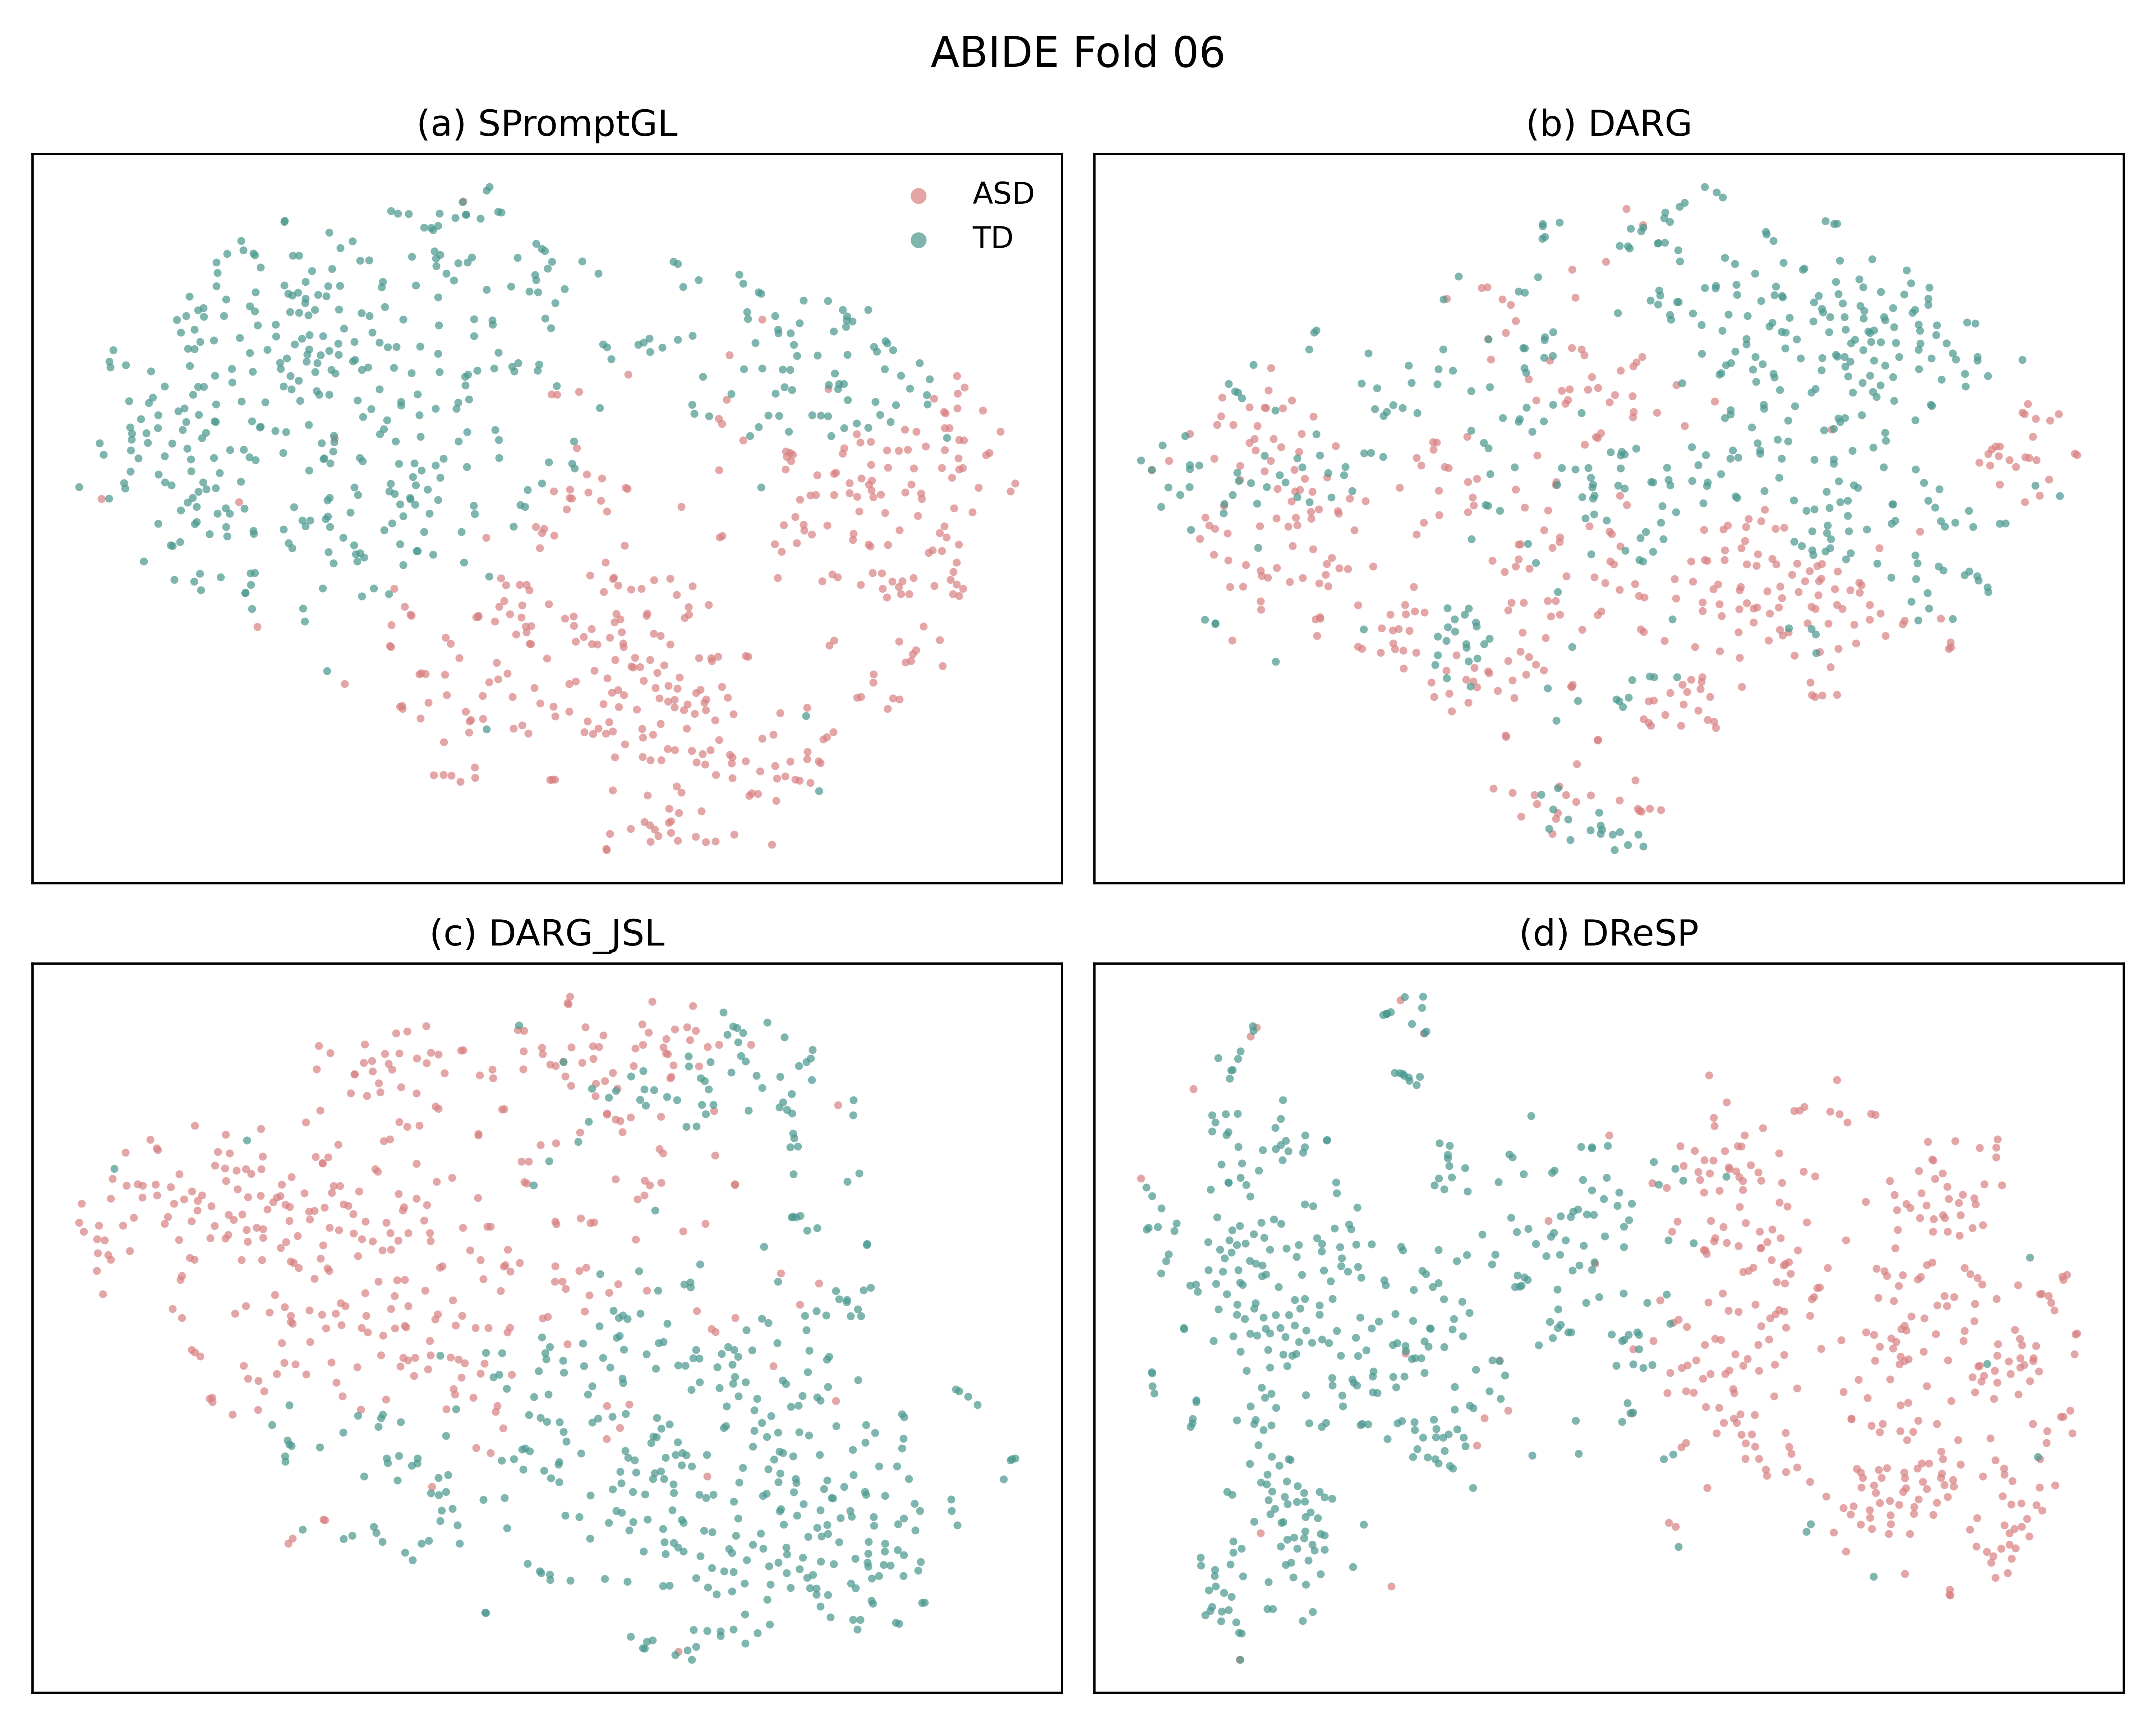 ABIDE Fold 06
(a) SPromptGL
(b) DARG
ASD
TD
(c) DARG_JSL
(d) DReSP